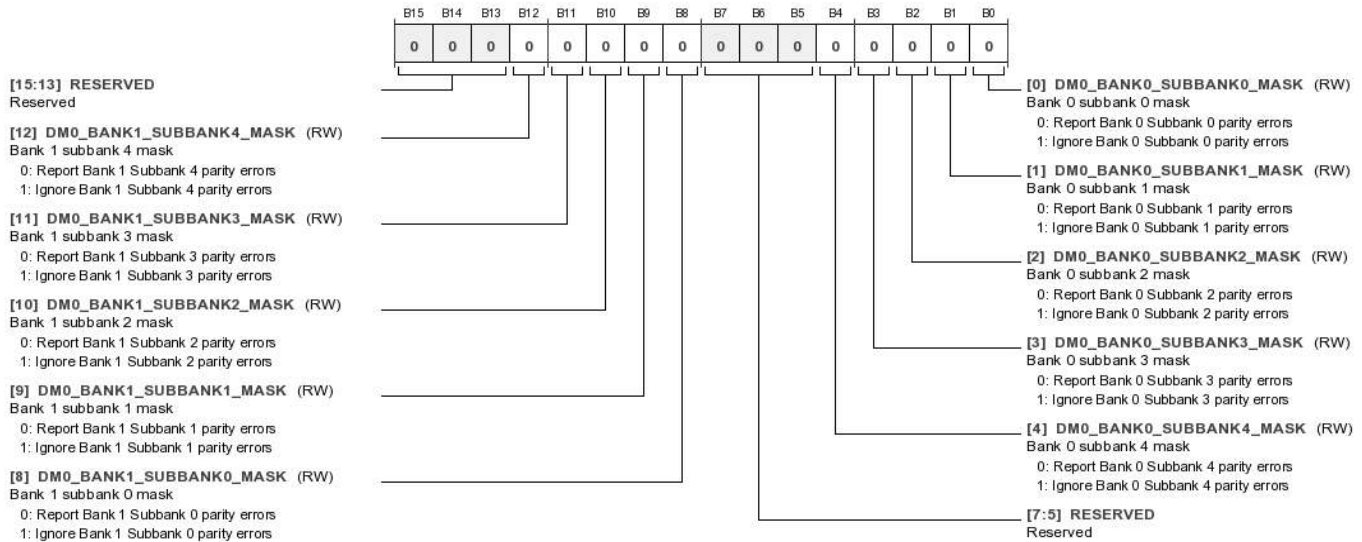 B15 B14 B13 B12 B11 B10 B9 B8 B7 B6 B5 B4 B3 B2 B1 B0
0 0 0 0 0 0 0 0 0 0 0 0 0 0 0 0
[15:13] RESERVED
Reserved
[12] DM0_BANK1_SUBBANK4_MASK (RW)
Bank 1 subbank 4 mask
0: Report Bank 1 Subbank 4 parity errors
1: Ignore Bank 1 Subbank 4 parity errors
[11] DM0_BANK1_SUBBANK3_MASK (RW)
Bank 1 subbank 3 mask
0: Report Bank 1 Subbank 3 parity errors
1: Ignore Bank 1 Subbank 3 parity errors
[10] DM0_BANK1_SUBBANK2_MASK (RW)
Bank 1 subbank 2 mask
0: Report Bank 1 Subbank 2 parity errors
1: Ignore Bank 1 Subbank 2 parity errors
[9] DM0_BANK1_SUBBANK1_MASK (RW)
Bank 1 subbank 1 mask
0: Report Bank 1 Subbank 1 parity errors
1: Ignore Bank 1 Subbank 1 parity errors
[8] DM0_BANK1_SUBBANK0_MASK (RW)
Bank 1 subbank 0 mask
0: Report Bank 1 Subbank 0 parity errors
1: Ignore Bank 1 Subbank 0 parity errors
[0] DM0_BANK0_SUBBANK0_MASK (RW)
Bank 0 subbank 0 mask
0: Report Bank 0 Subbank 0 parity errors
1: Ignore Bank 0 Subbank 0 parity errors
[1] DM0_BANK0_SUBBANK1_MASK (RW)
Bank 0 subbank 1 mask
0: Report Bank 0 Subbank 1 parity errors
1: Ignore Bank 0 Subbank 1 parity errors
[2] DM0_BANK0_SUBBANK2_MASK (RW)
Bank 0 subbank 2 mask
0: Report Bank 0 Subbank 2 parity errors
1: Ignore Bank 0 Subbank 2 parity errors
[3] DM0_BANK0_SUBBANK3_MASK (RW)
Bank 0 subbank 3 mask
0: Report Bank 0 Subbank 3 parity errors
1: Ignore Bank 0 Subbank 3 parity errors
[4] DM0_BANK0_SUBBANK4_MASK (RW)
Bank 0 subbank 4 mask
0: Report Bank 0 Subbank 4 parity errors
1: Ignore Bank 0 Subbank 4 parity errors
[7:5] RESERVED
Reserved